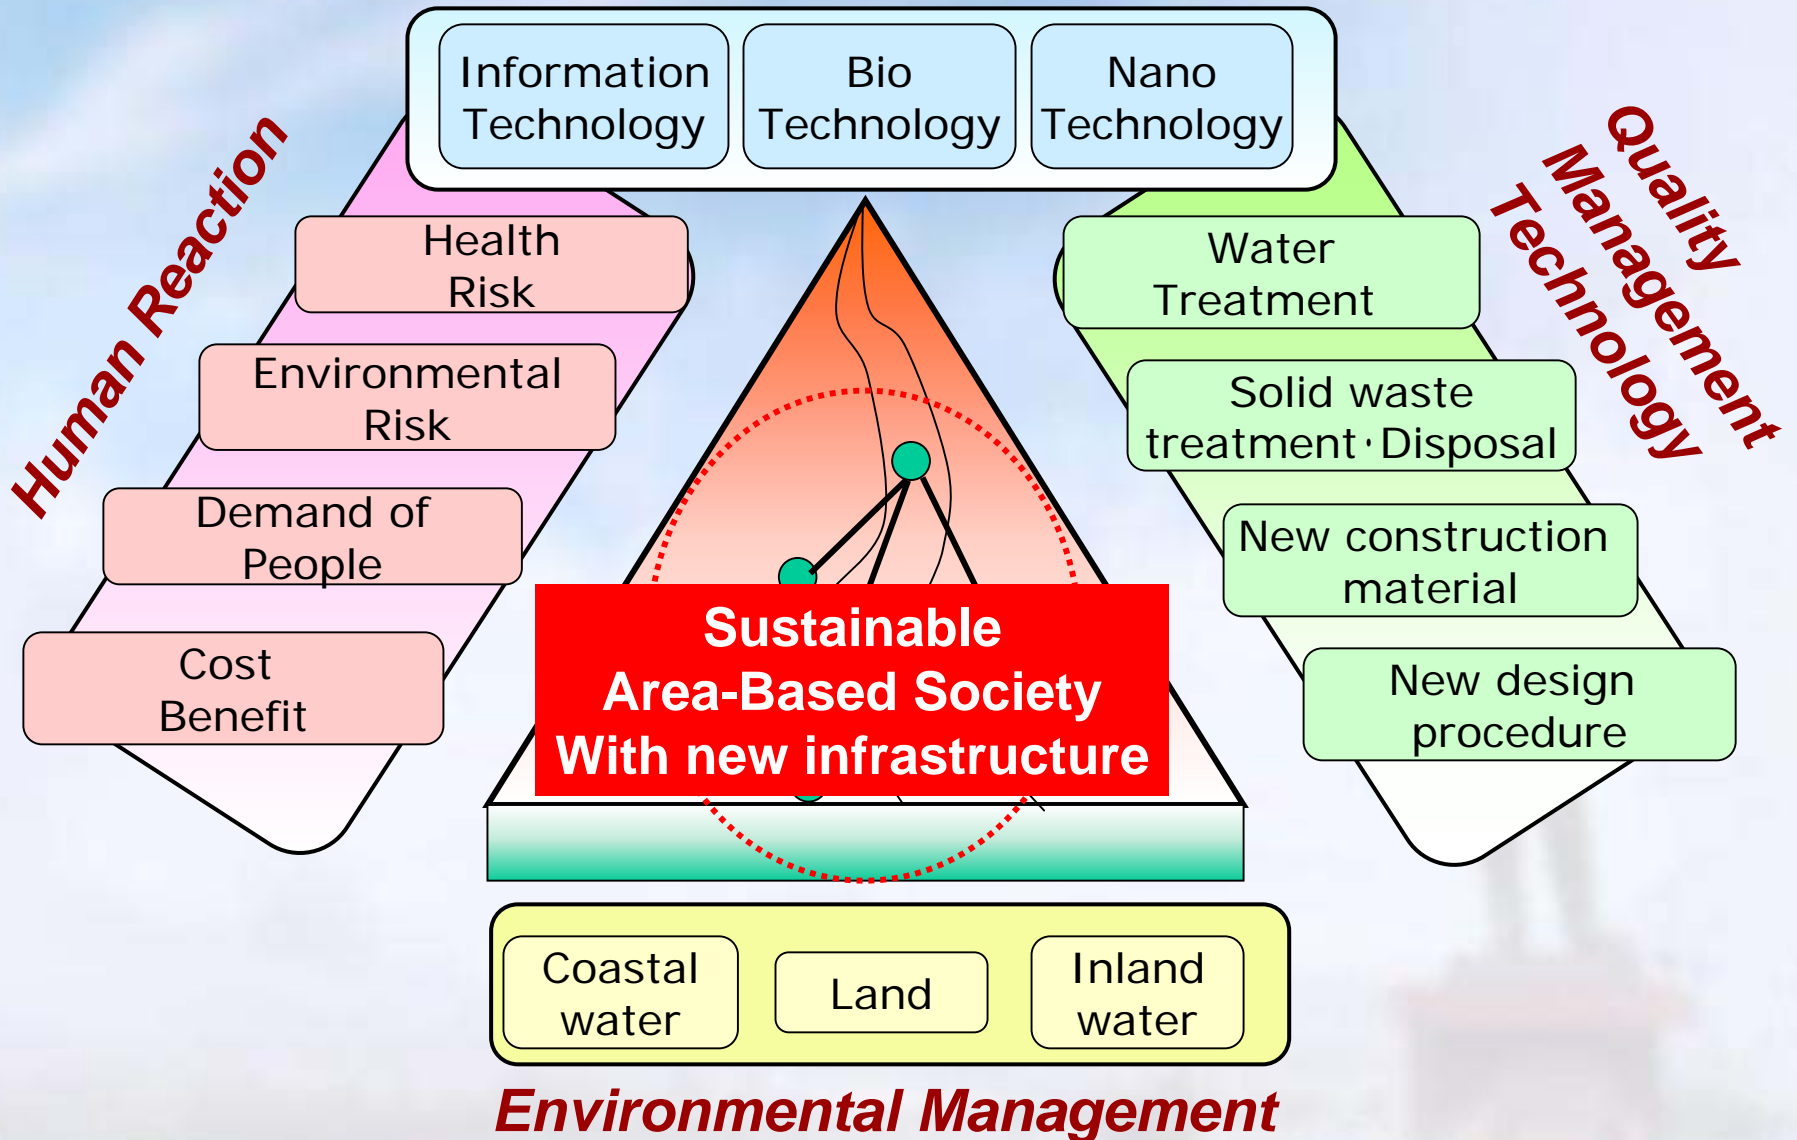 Information
Technology
Bio
Technology
Nano
Technology
Human Reaction
Health
Risk
Environmental
Risk
Demand of
People
Cost
Benefit
Quality
Management
Technology
Water
Treatment
Solid waste
treatment·Disposal
New construction
material
New design
procedure
Sustainable
Area-Based Society
With new infrastructure
Coastal
water
Land
Inland
water
Environmental Management